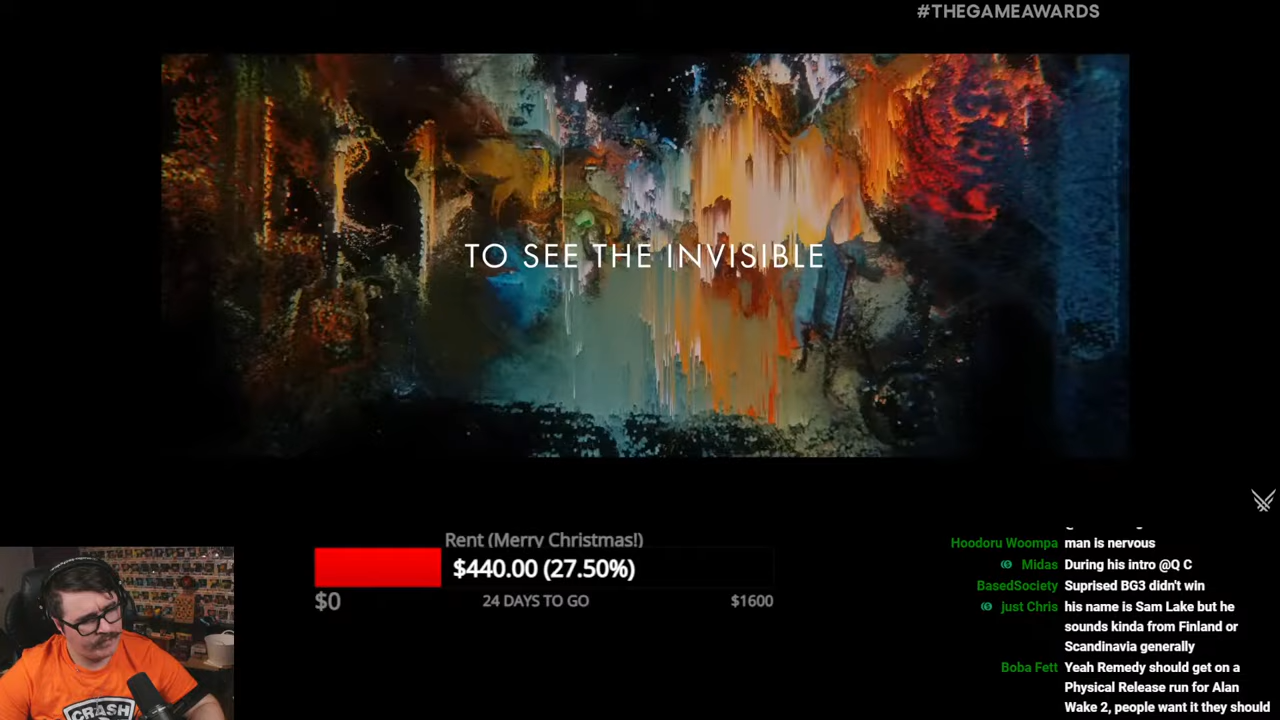 #THEGAMEAWARDS
TO SEE THE INVISIBLE
Rent (Merry Christmas!)
$440.00 (27.50%)
$0
24 DAYS TO GO
$1600
Hoodoru Woompa man is nervous
Midas During his intro @Q C
BasedSociety Suprised BG3 didn't win
just Chris his name is Sam Lake but he
sounds kinda from Finland or
Scandinavia generally
Boba Fett Yeah Remedy should get on a
Physical Release run for Alan
Wake 2, people want it they should
CRASH